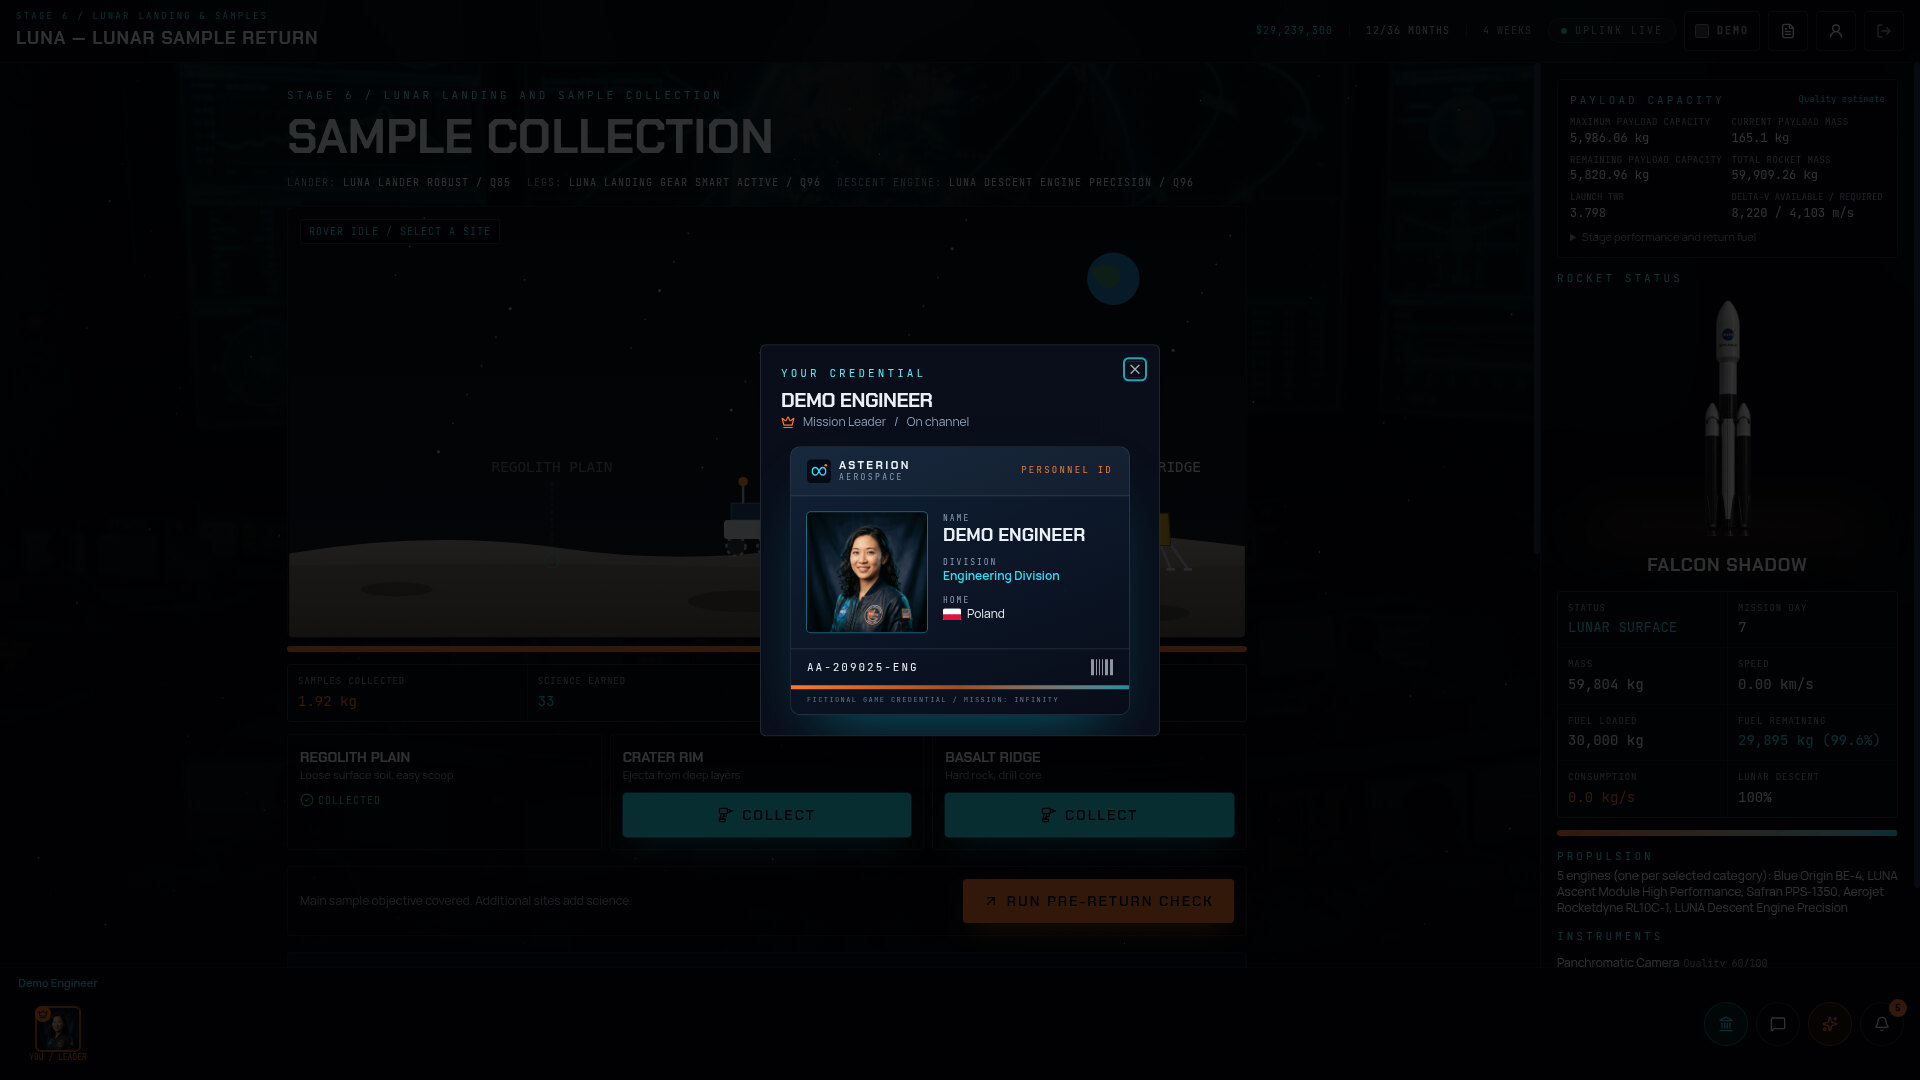 STAGE 6 / LUNAR LANDING & SAMPLES
LUNA — LUNAR SAMPLE RETURN
$29,239,300
12/36 MONTHS
4 WEEKS
UPLINK LIVE
DEMO
STAGE 6 / LUNAR LANDING AND SAMPLE COLLECTION
SAMPLE COLLECTION
LANDER: LUNA LANDER ROBUST / Q85 LEGS: LUNA LANDING GEAR SMART ACTIVE / Q96 DESCENT ENGINE: LUNA DESCENT ENGINE PRECISION / Q96
ROVER IDLE / SELECT A SITE
REGOLITH PLAIN
RIDGE
SAMPLES COLLECTED
1.92 kg
SCIENCE EARNED
33
REGOLITH PLAIN
Loose surface soil, easy scoop
COLLECTED
CRATER RIM
Ejecta from deep layers
COLLECT
BASALT RIDGE
Hard rock, drill core
COLLECT
Main sample objective covered. Additional sites add science.
RUN PRE-RETURN CHECK
YOUR CREDENTIAL
DEMO ENGINEER
Mission Leader / On channel
ASTERION
AEROSPACE
PERSONNEL ID
NAME
DEMO ENGINEER
DIVISION
Engineering Division
HOME
Poland
AA-209025-ENG
FICTIONAL GAME CREDENTIAL / MISSION: INFINITY
PAYLOAD CAPACITY
Quality estimate
MAXIMUM PAYLOAD CAPACITY
5,986.06 kg
CURRENT PAYLOAD MASS
165.1 kg
REMAINING PAYLOAD CAPACITY
5,820.96 kg
TOTAL ROCKET MASS
59,909.26 kg
LAUNCH TWR
3.798
DELTA-V AVAILABLE / REQUIRED
8,220 / 4,103 m/s
Stage performance and return fuel
ROCKET STATUS
FALCON SHADOW
STATUS
LUNAR SURFACE
MISSION DAY
7
MASS
59,804 kg
SPEED
0.00 km/s
FUEL LOADED
30,000 kg
FUEL REMAINING
29,895 kg (99.6%)
CONSUMPTION
0.0 kg/s
LUNAR DESCENT
100%
PROPULSION
5 engines (one per selected category): Blue Origin BE-4, LUNA
Ascent Module High Performance, Safran PPS-1350, Aerojet
Rocketdyne RL10C-1, LUNA Descent Engine Precision
INSTRUMENTS
Panchromatic Camera Quality 60/100
Demo Engineer
YOU / LEADER
5